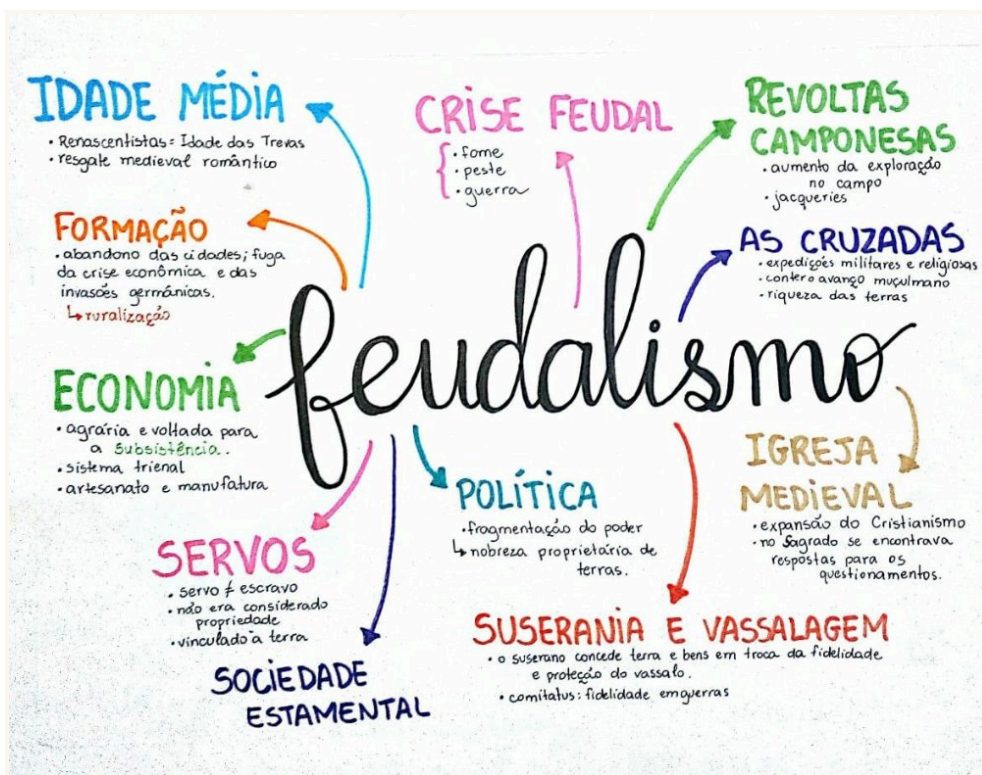 IDADE MÉDIA
• Renascentistas = Idade das Trevas
• resgate medieval romântico
FORMAÇÃO
• abandono das cidades; fuga
da crise econômica e das
invasões germânicas.
↳ ruralização
ECONOMIA
• agrária e voltada para
a Subsistência.
• sistema trienal
• artesanato e manufatura
SERVOS
• servo ≠ escravo
• não era considerado
propriedade
• vinculado a terra
SOCIEDADE
ESTAMENTAL
feudalismo
CRISE FEUDAL
• fome
• peste
• guerra
REVOLTAS
CAMPONESAS
• aumento da exploração
no campo
• jacqueries
AS CRUZADAS
• expedições militares e religiosas
• conter o avanço muçulmano
• riqueza das terras
IGREJA
MEDIEVAL
• expansão do Cristianismo
• no Sagrado se encontrava
respostas para os
questionamentos.
POLÍTICA
• fragmentação do poder
↳ nobreza proprietária de
terras.
SUSERANIA E VASSALAGEM
• o suserano concede terra e bens em troca da fidelidade
e proteção do vassalo.
• comitatus: fidelidade em guerras